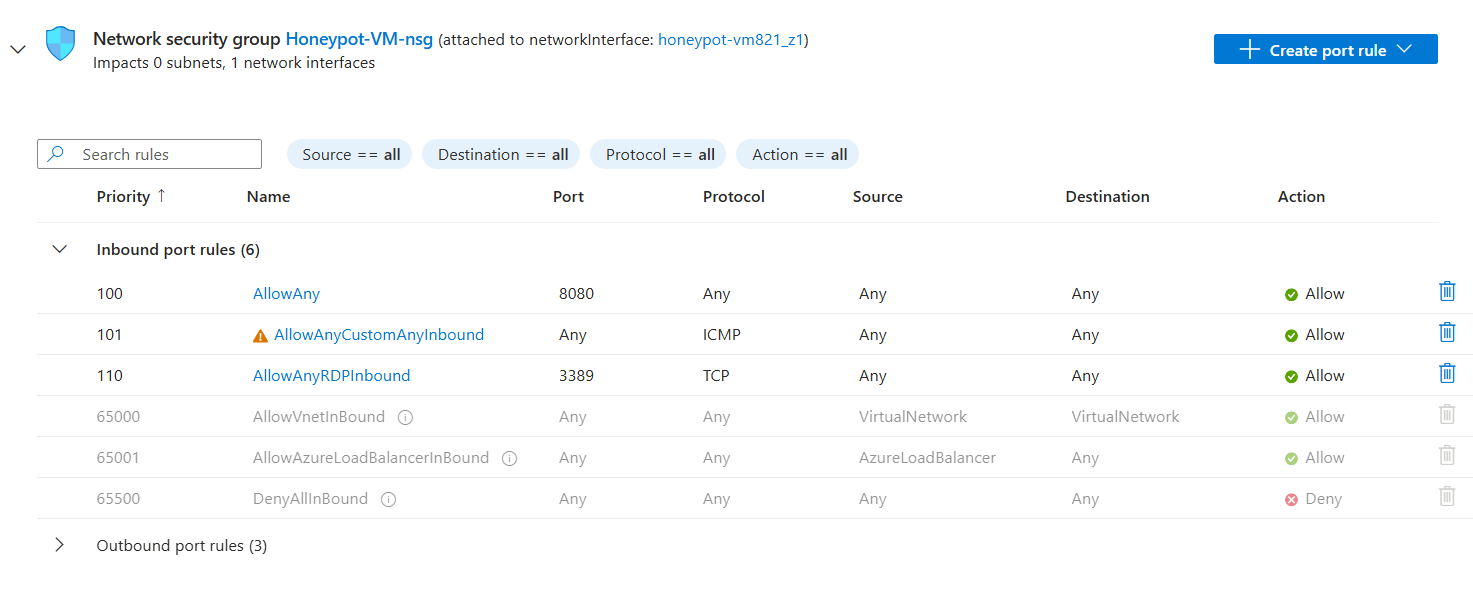 Network security group Honeypot-VM-nsg (attached to networkInterface: honeypot-vm821_z1)
Impacts 0 subnets, 1 network interfaces
Create port rule
Search rules
Source == all
Destination == all
Protocol == all
Action == all
Priority ↑ Name Port Protocol Source Destination Action
Inbound port rules (6)
100 AllowAny 8080 Any Any Any Allow
101 AllowAnyCustomAnyInbound Any ICMP Any Any Allow
110 AllowAnyRDPInbound 3389 TCP Any Any Allow
65000 AllowVnetInBound Any Any VirtualNetwork VirtualNetwork Allow
65001 AllowAzureLoadBalancerInBound Any Any AzureLoadBalancer Any Allow
65500 DenyAllInBound Any Any Any Any Deny
Outbound port rules (3)